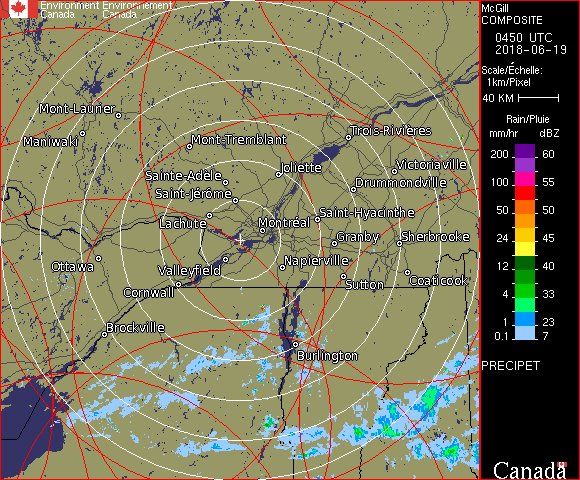 Environment Environnement
Canada Canada
Mont-Laurier
Maniwaki
Mont-Tremblant
Trois-Rivières
Joliette
Victoriaville
Sainte-Adèle
Saint-Jérôme
Drummondville
Lachute
Montréal
Saint-Hyacinthe
Granby
Sherbrooke
Ottawa
Valleyfield
Napierville
Cornwall
Sutton
Coaticook
Brockville
Burlington
McGill
COMPOSITE
0450 UTC
2018-06-19
Scale/Échelle:
1km/Pixel
40 KM
Rain/Pluie
mm/hr dBZ
200 60
150 57
100 55
50 50
24 45
12 40
4 33
1 23
0.1 7
PRECIPET
Canada